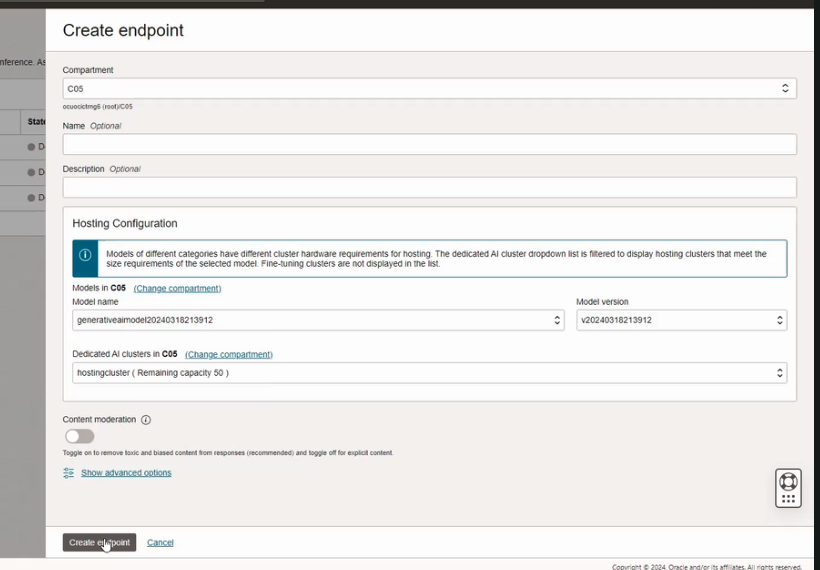 Create endpoint
nference. As
Compartment
C05
ocuocictmg6 (root)/C05
State
Name Optional
D
Description Optional
D
D
Hosting Configuration
Models of different categories have different cluster hardware requirements for hosting. The dedicated AI cluster dropdown list is filtered to display hosting clusters that meet the
size requirements of the selected model. Fine-tuning clusters are not displayed in the list.
Models in C05 (Change compartment)
Model name Model version
generativeaimodel20240318213912 v20240318213912
Dedicated AI clusters in C05 (Change compartment)
hostingcluster ( Remaining capacity 50 )
Content moderation
Toggle on to remove toxic and biased content from responses (recommended) and toggle off for explicit content.
Show advanced options
Create endpoint Cancel
Copyright © 2024, Oracle and/or its affiliates. All rights reserved.